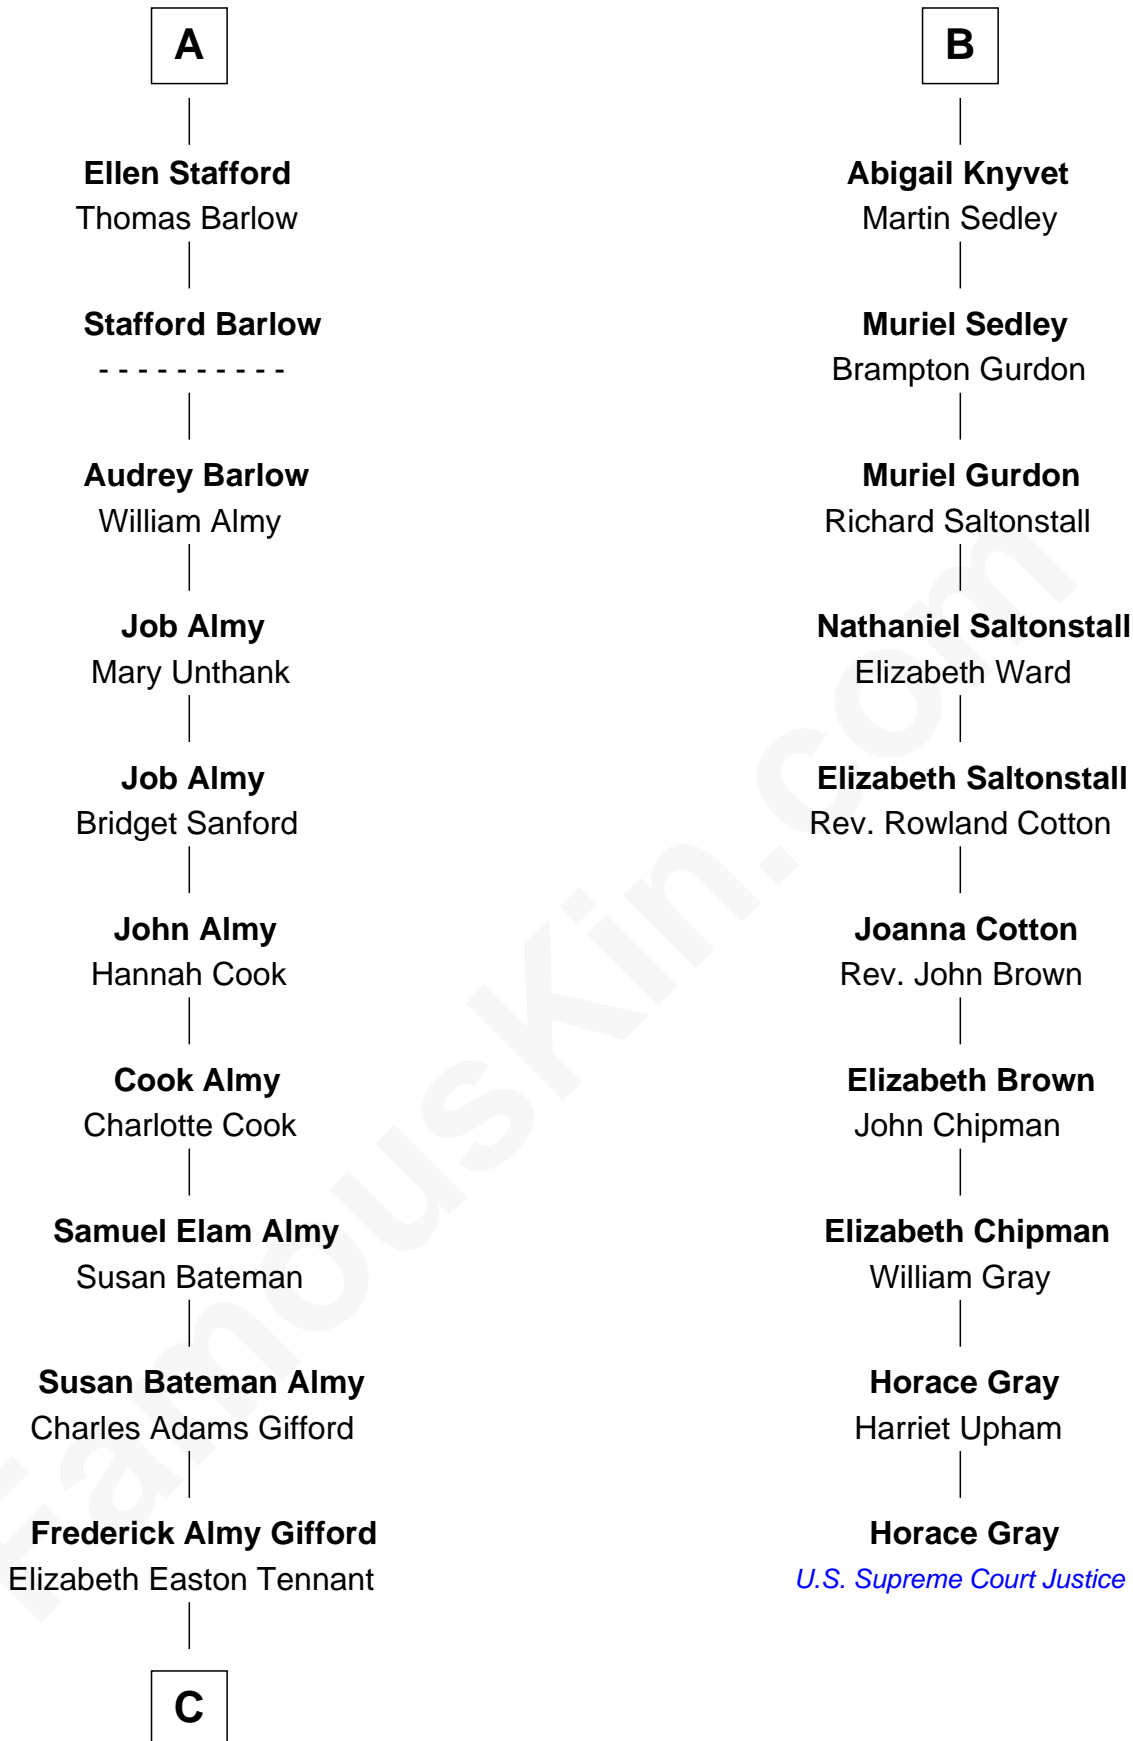 A
Ellen Stafford
Thomas Barlow
Stafford Barlow
- - - - - - - - - -
Audrey Barlow
William Almy
Job Almy
Mary Unthank
Job Almy
Bridget Sanford
John Almy
Hannah Cook
Cook Almy
Charlotte Cook
Samuel Elam Almy
Susan Bateman
Susan Bateman Almy
Charles Adams Gifford
Frederick Almy Gifford
Elizabeth Easton Tennant
C
B
Abigail Knyvet
Martin Sedley
Muriel Sedley
Brampton Gurdon
Muriel Gurdon
Richard Saltonstall
Nathaniel Saltonstall
Elizabeth Ward
Elizabeth Saltonstall
Rev. Rowland Cotton
Joanna Cotton
Rev. John Brown
Elizabeth Brown
John Chipman
Elizabeth Chipman
William Gray
Horace Gray
Harriet Upham
Horace Gray
U.S. Supreme Court Justice
FamousKin.com